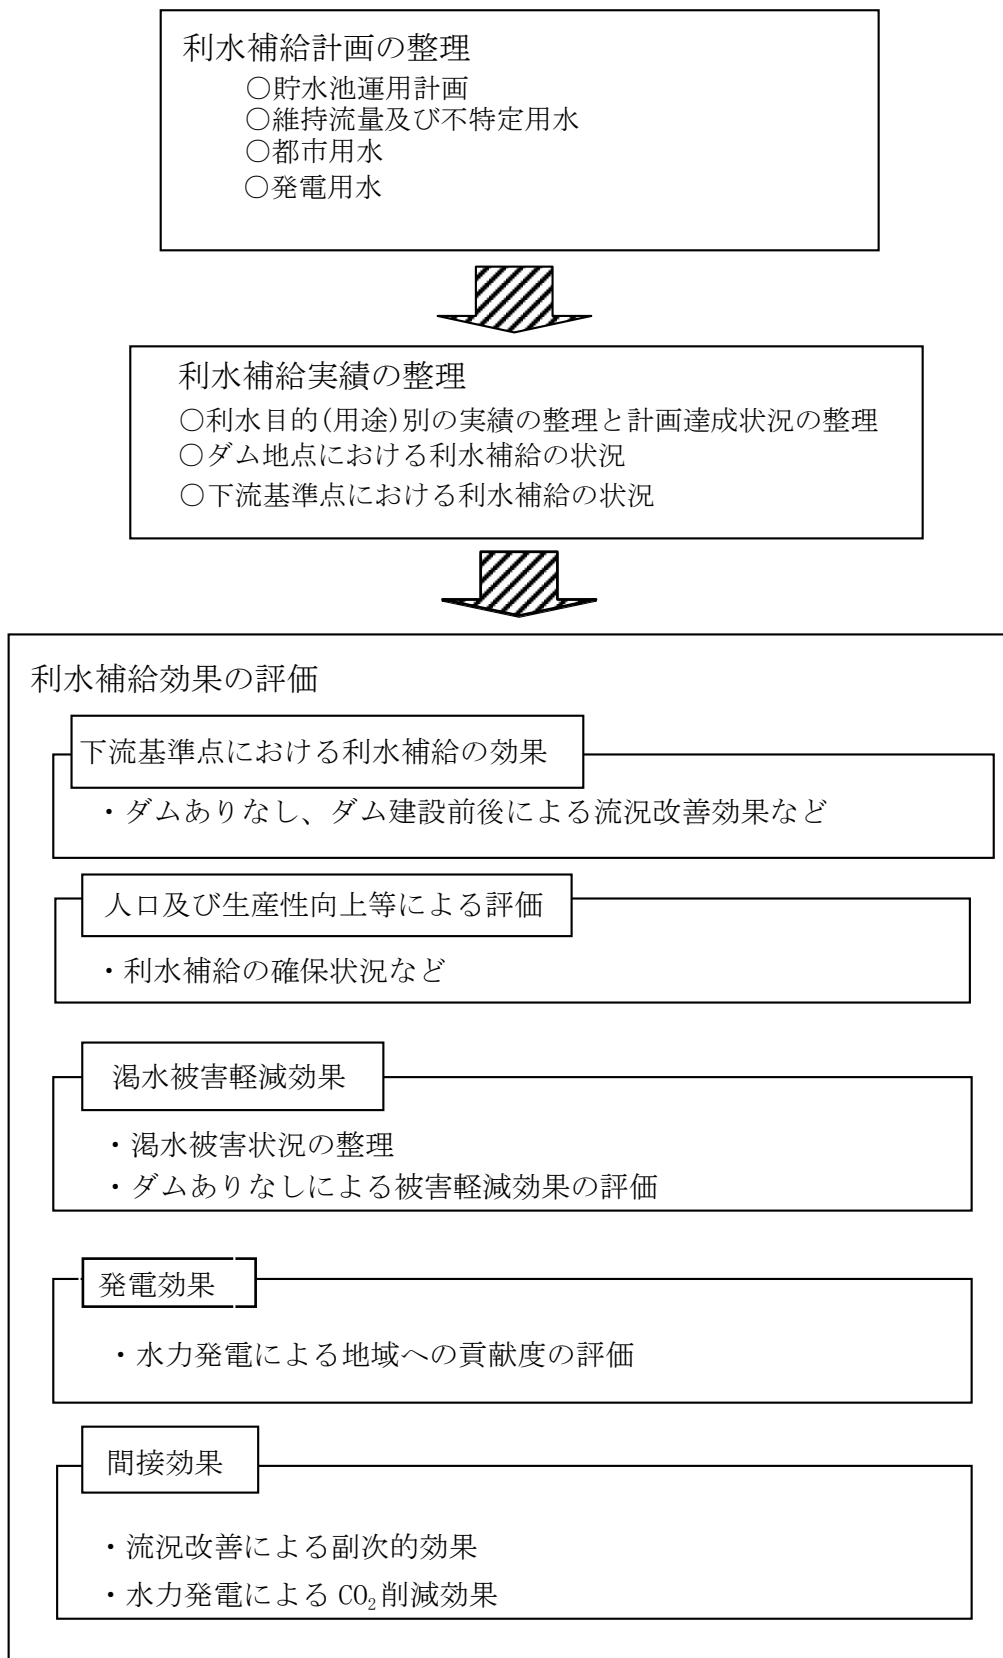 利水補給計画の整理
○貯水池運用計画
○維持流量及び不特定用水
○都市用水
○発電用水
利水補給実績の整理
○利水目的(用途)別の実績の整理と計画達成状況の整理
○ダム地点における利水補給の状況
○下流基準点における利水補給の状況
利水補給効果の評価
下流基準点における利水補給の効果
・ダムありなし、ダム建設前後による流況改善効果など
人口及び生産性向上等による評価
・利水補給の確保状況など
渇水被害軽減効果
・渇水被害状況の整理
・ダムありなしによる被害軽減効果の評価
発電効果
・水力発電による地域への貢献度の評価
間接効果
・流況改善による副次的効果
・水力発電による CO₂削減効果